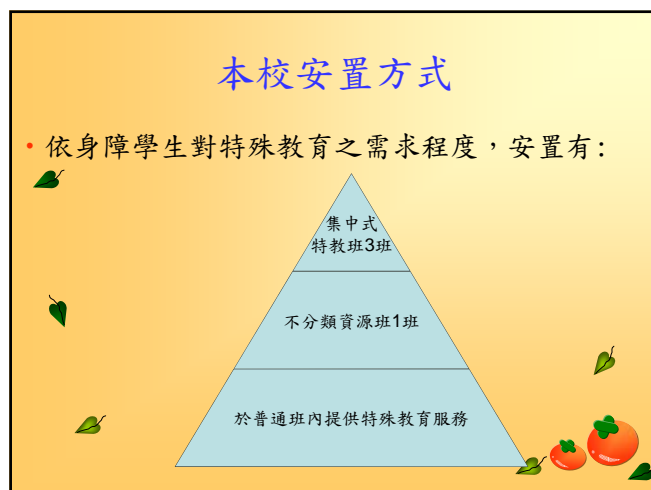 本校安置方式
•依身障學生對特殊教育之需求程度，安置有:
集中式
特教班3班
不分類資源班1班
於普通班內提供特殊教育服務